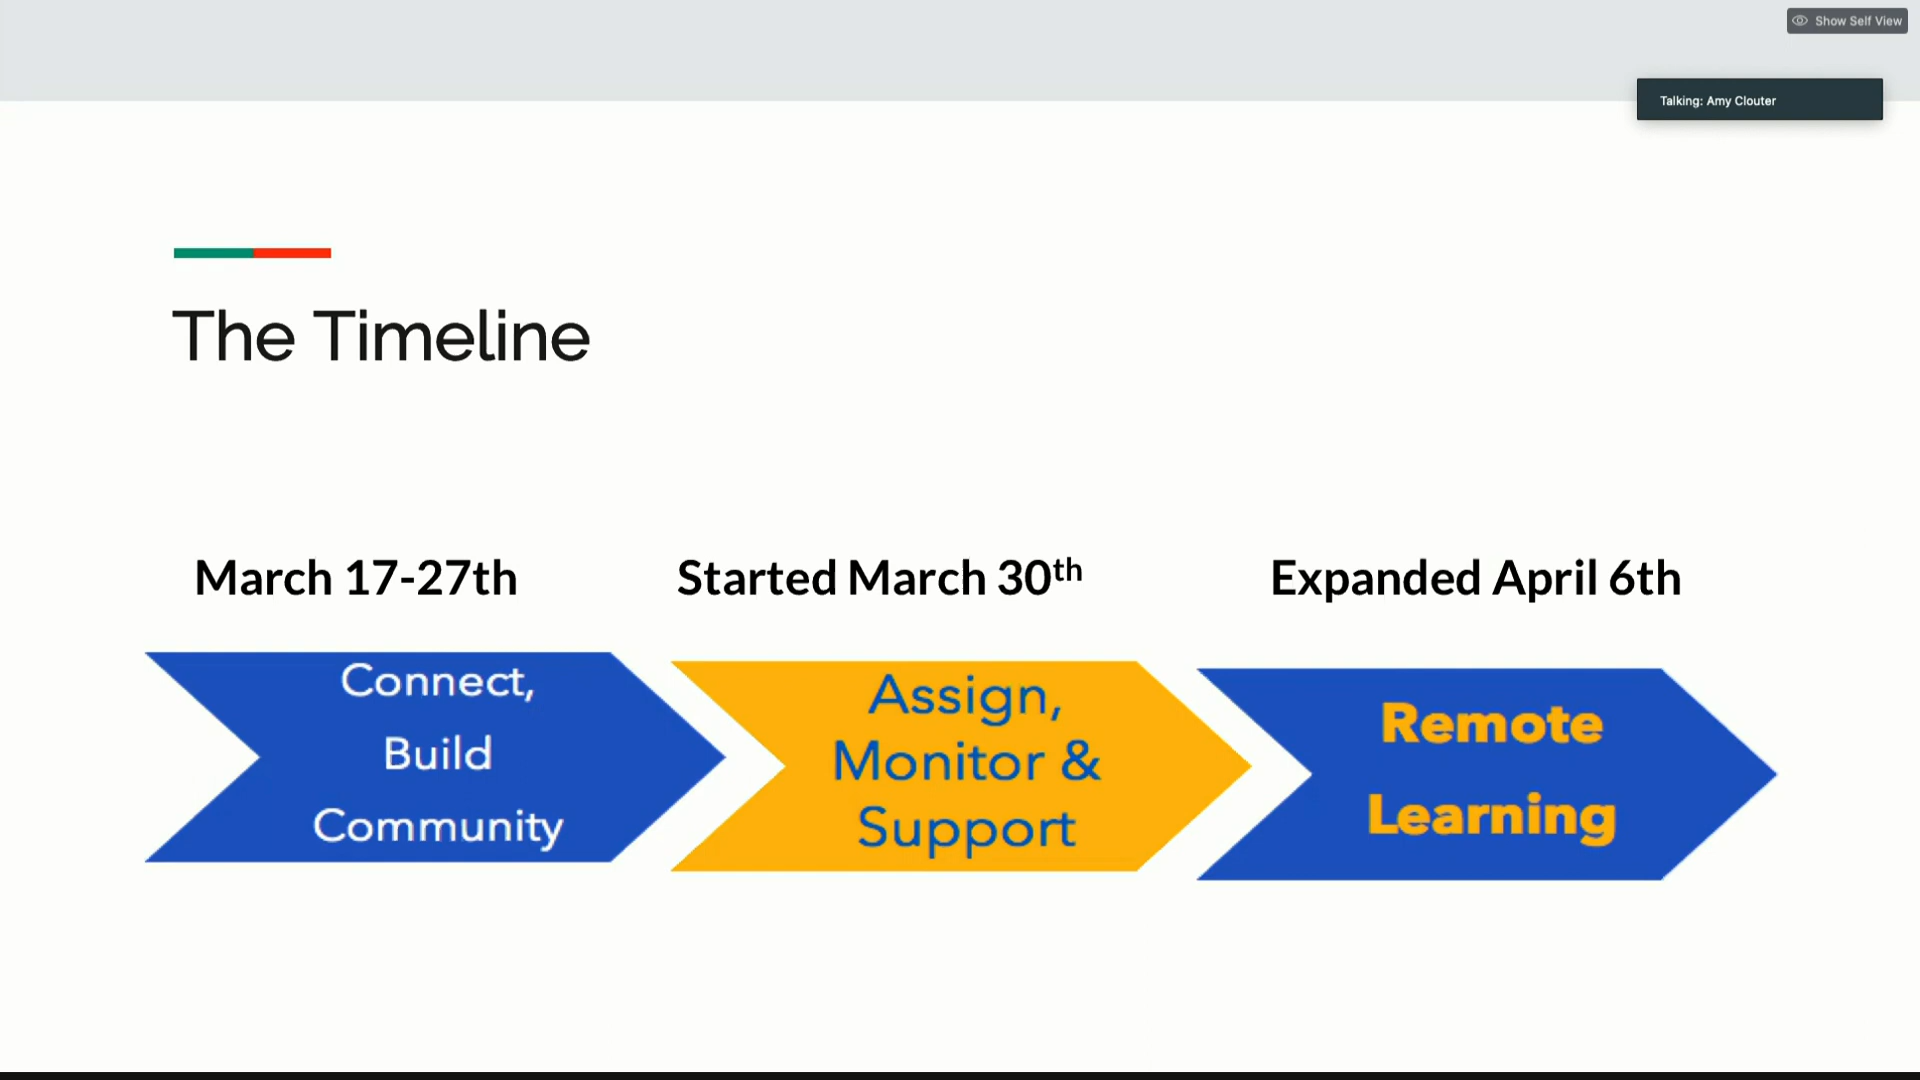 Show Self View
Talking: Amy Clouter
The Timeline
March 17-27th
Started March 30th
Expanded April 6th
Connect,
Build
Community
Assign,
Monitor &
Support
Remote
Learning